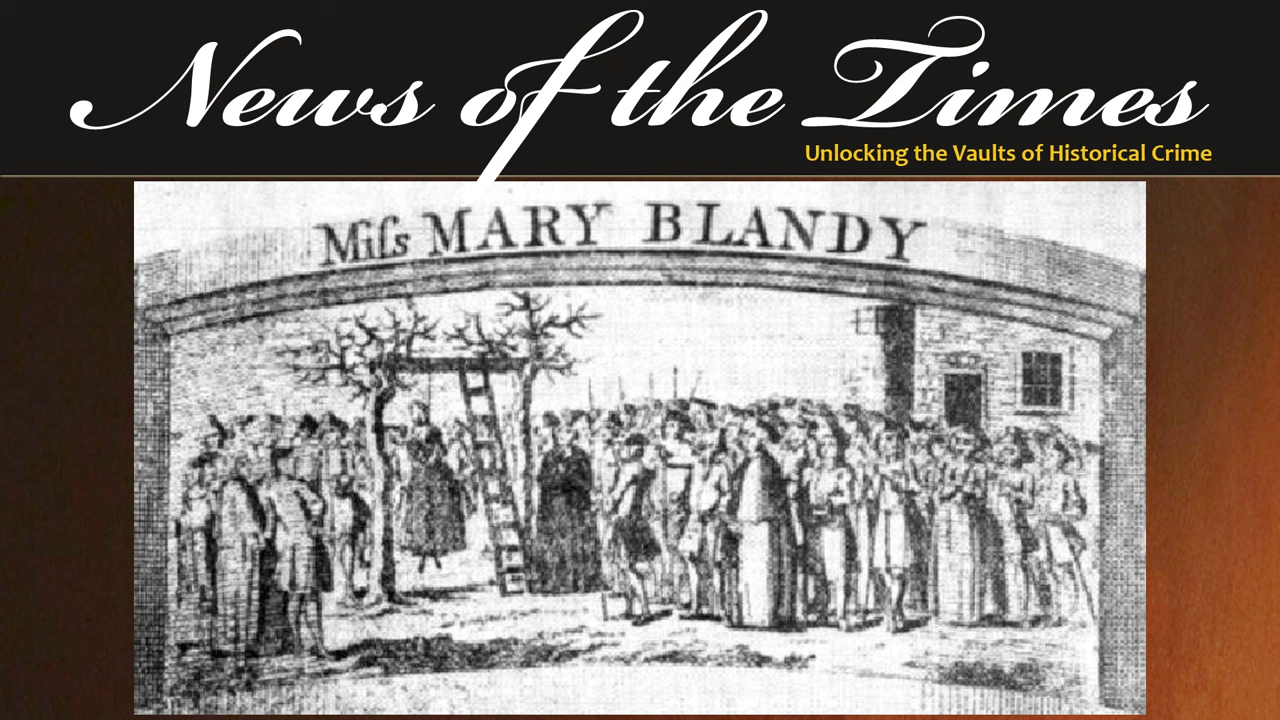 News of the Times
Unlocking the Vaults of Historical Crime
Miſs MARY BLANDY